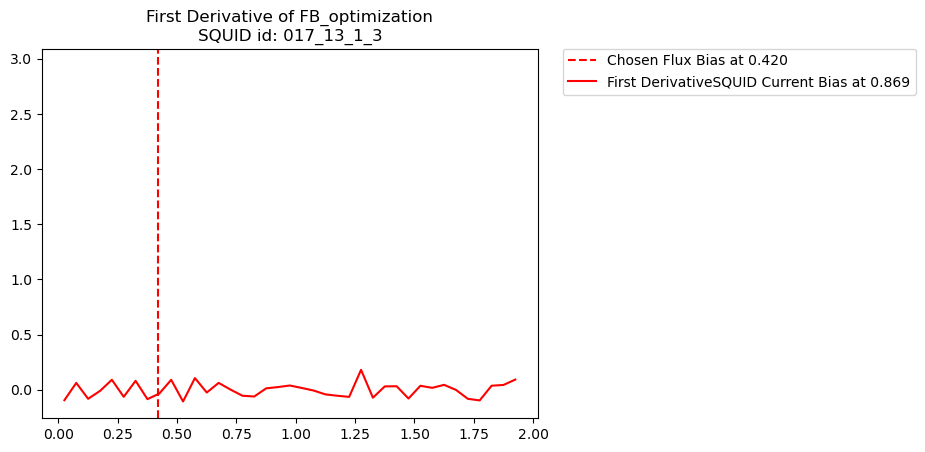 First Derivative of FB_optimization
SQUID id: 017_13_1_3
Chosen Flux Bias at 0.420
First DerivativeSQUID Current Bias at 0.869
3.0
2.5
2.0
1.5
1.0
0.5
0.0
0.00 0.25 0.50 0.75 1.00 1.25 1.50 1.75 2.00